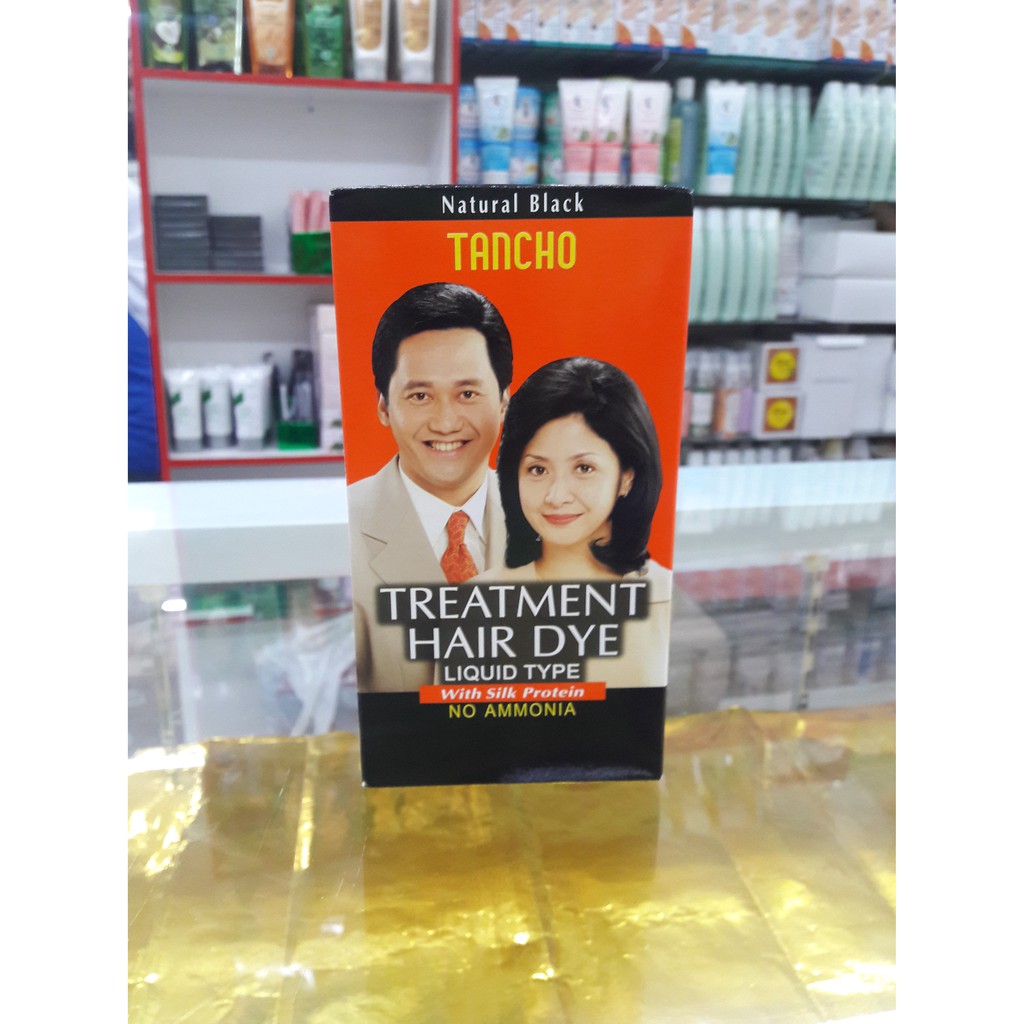 Natural Black
TANCHO
TREATMENT
HAIR DYE
LIQUID TYPE
With Silk Protein
NO AMMONIA